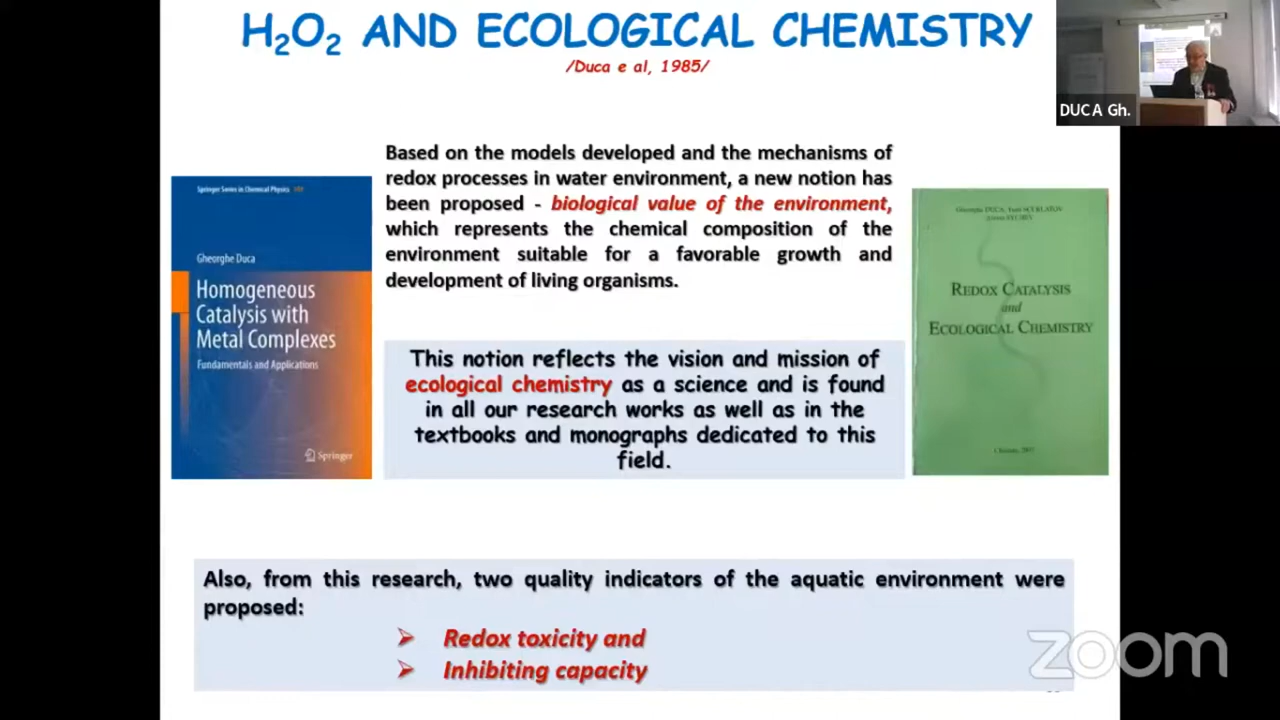 H₂O₂ AND ECOLOGICAL CHEMISTRY
/Duca e al, 1985/
DUCA Gh.
Based on the models developed and the mechanisms of
redox processes in water environment, a new notion has
been proposed - biological value of the environment,
which represents the chemical composition of the
environment suitable for a favorable growth and
development of living organisms.
Springer Series in Chemical Physics
Gheorghe Duca
Homogeneous
Catalysis with
Metal Complexes
Fundamentals and Applications
Springer
Gheorghe DUCA,
REDOX CATALYSIS
and
ECOLOGICAL CHEMISTRY
This notion reflects the vision and mission of
ecological chemistry as a science and is found
in all our research works as well as in the
textbooks and monographs dedicated to this
field.
Also, from this research, two quality indicators of the aquatic environment were
proposed:
➢ Redox toxicity and
➢ Inhibiting capacity
zoom